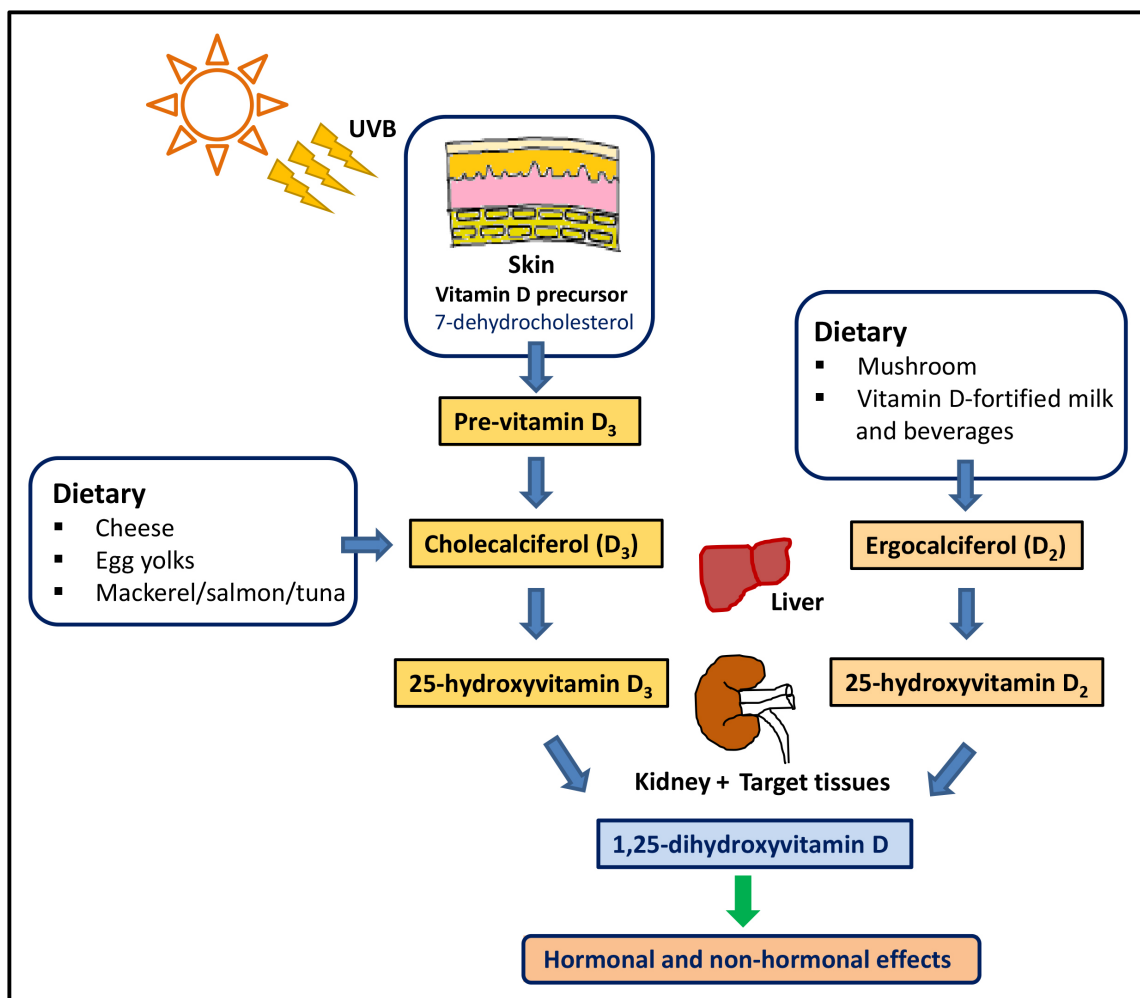 UVB
Skin
Vitamin D precursor
7-dehydrocholesterol
Pre-vitamin D₃
Dietary
▪ Cheese
▪ Egg yolks
▪ Mackerel/salmon/tuna
Cholecalciferol (D₃)
25-hydroxyvitamin D₃
Dietary
▪ Mushroom
▪ Vitamin D-fortified milk
and beverages
Ergocalciferol (D₂)
Liver
25-hydroxyvitamin D₂
Kidney + Target tissues
1,25-dihydroxyvitamin D
Hormonal and non-hormonal effects